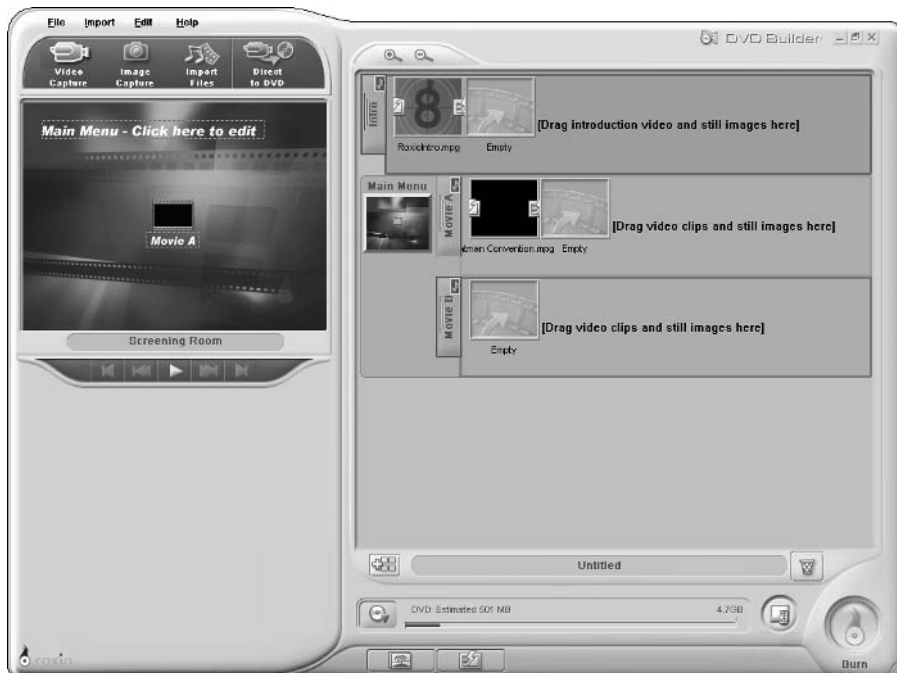 File Import Edit Help
DVD Builder
Video Capture
Image Capture
Import Files
Direct to DVD
Main Menu - Click here to edit
Movie A
Screening Room
Intro
8
[Drag introduction video and still images here]
RoxioIntro.mpg Empty
Main Menu
Movie A
[Drag video clips and still images here]
tman Convention.mpg Empty
Movie B
[Drag video clips and still images here]
Empty
Untitled
DVD: Estimated 501 MB 4.7GB
roxio
Burn